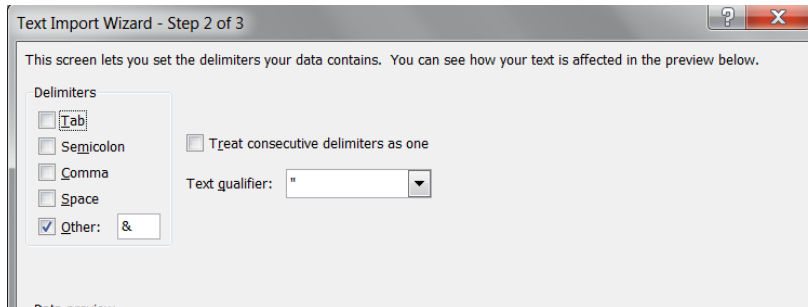 Text Import Wizard - Step 2 of 3
This screen lets you set the delimiters your data contains.  You can see how your text is affected in the preview below.
Delimiters
Tab
Semicolon
Treat consecutive delimiters as one
Comma
Text qualifier: "
Space
Other: &